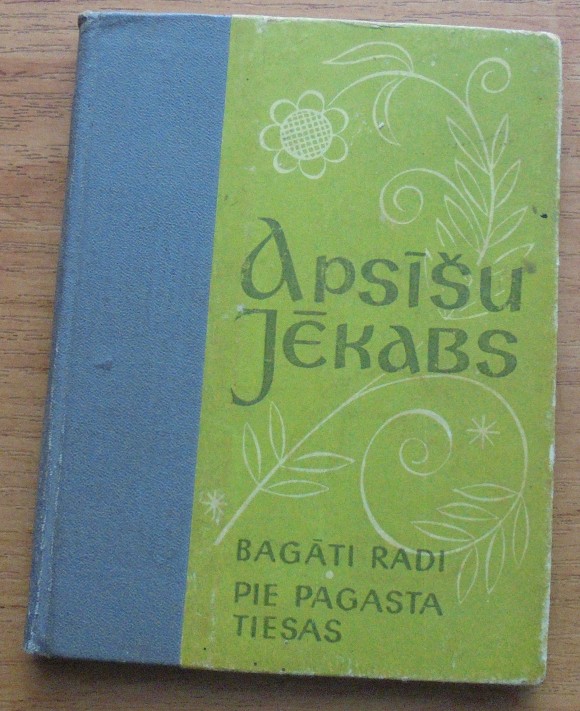 Apsīšu
Jēkabs
BAGĀTI RADI
PIE PAGASTA
TIESAS